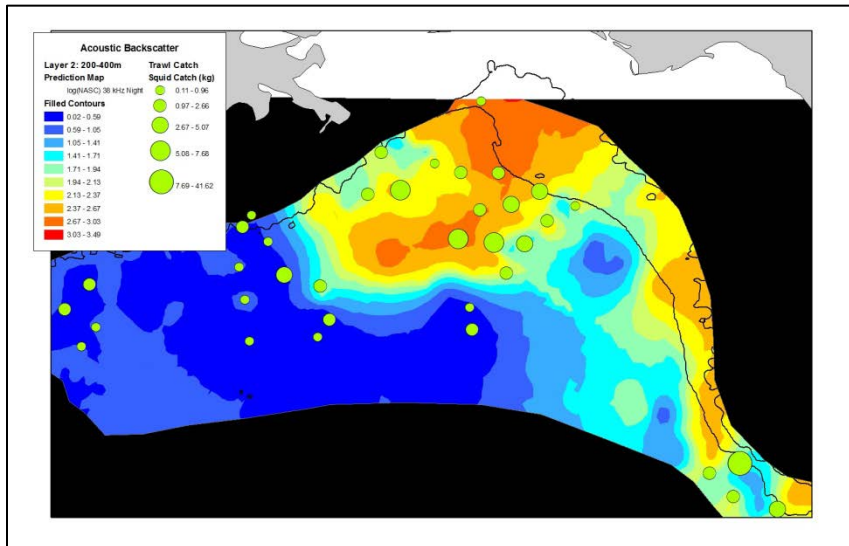 Acoustic Backscatter
Layer 2: 200-400m
Prediction Map
log(NASC) 38 kHz Night
Filled Contours
0.02 - 0.59
0.59 - 1.05
1.05 - 1.41
1.41 - 1.71
1.71 - 1.94
1.94 - 2.13
2.13 - 2.37
2.37 - 2.67
2.67 - 3.03
3.03 - 3.49
Trawl Catch
Squid Catch (kg)
0.11 - 0.96
0.97 - 2.66
2.67 - 5.07
5.08 - 7.68
7.69 - 41.62